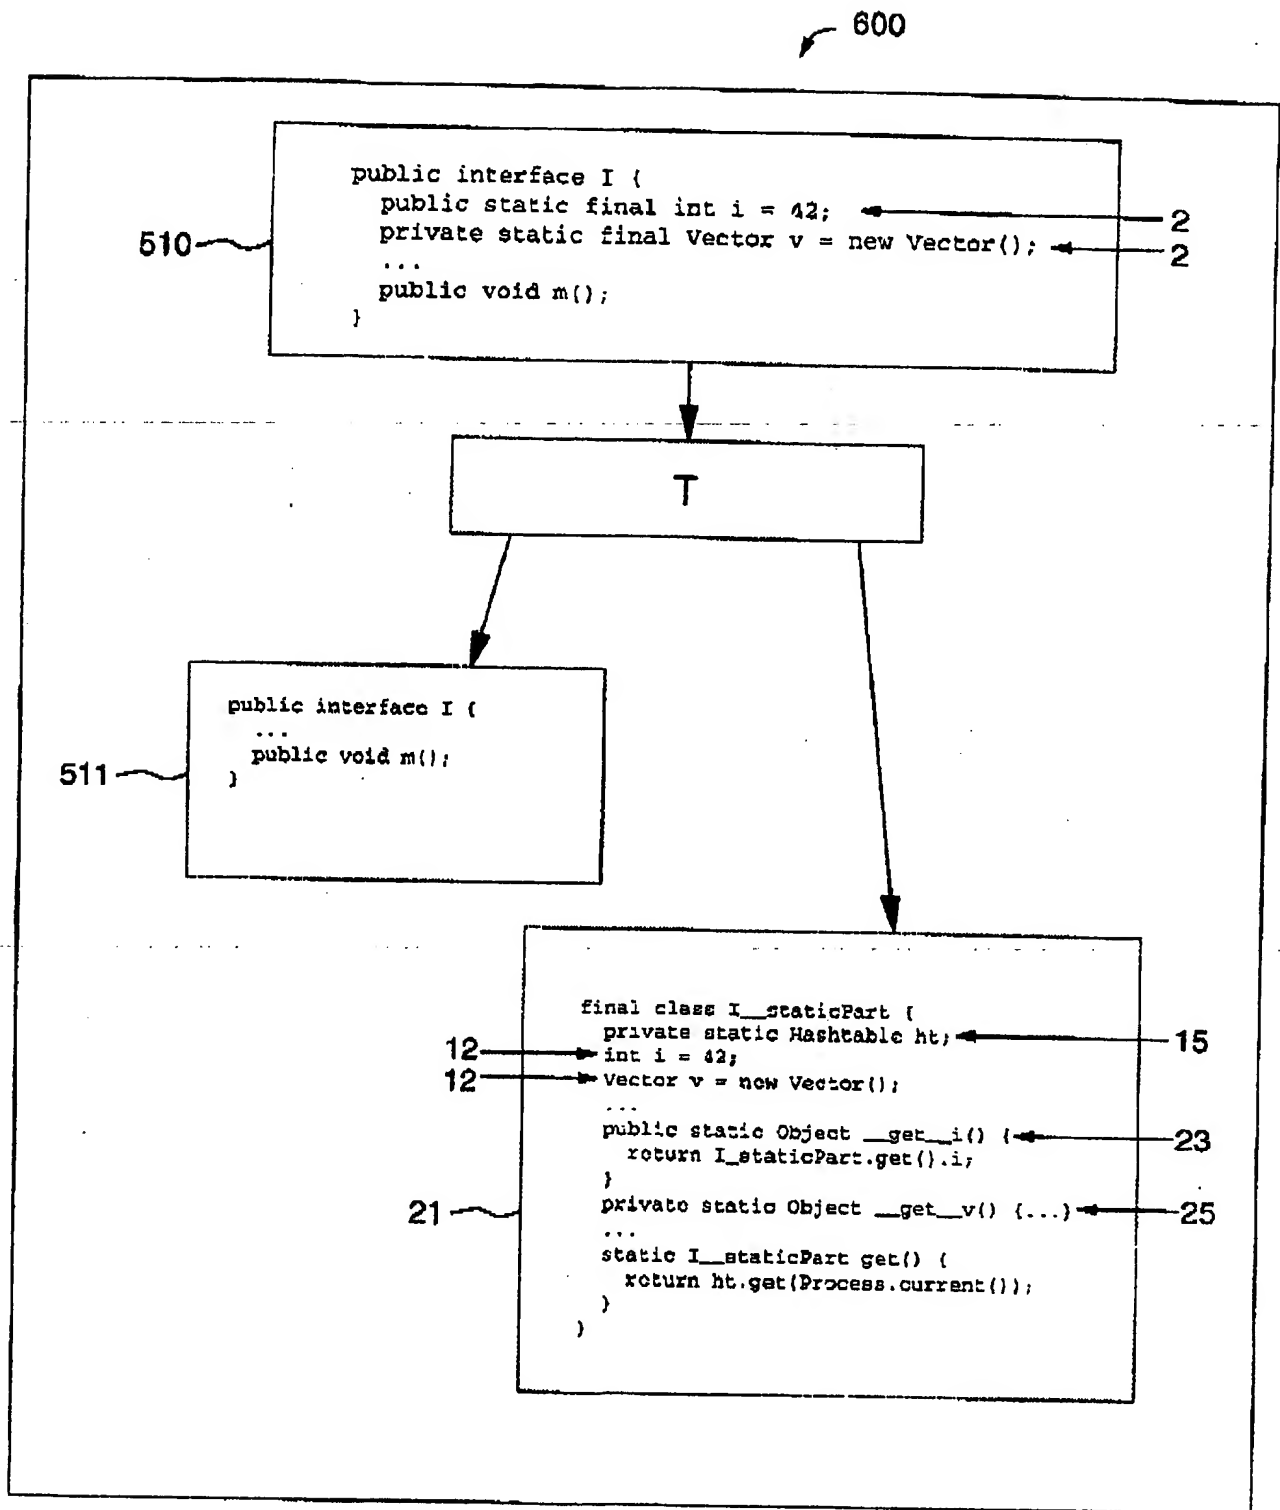 600
public interface I {
public static final int i = 42;
2
private static final Vector v = new Vector();
2
510
...
public void m();
}
T
public interface I {
...
public void m();
}
511
final class I__staticPart {
private static Hashtable ht;
15
12
int i = 42;
12
Vector v = new Vector();
...
public static Object __get__i() {
23
return I_staticPart.get().i;
}
21
private static Object __get__v() {...}
25
...
static I__staticPart get() {
return ht.get(Process.current());
}
}